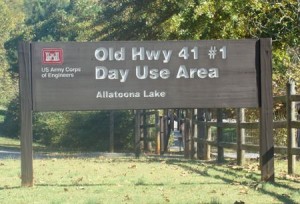 Old Hwy 41 #1
Day Use Area
Allatoona Lake
US Army Corps
of Engineers